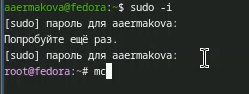 aaermakova@fedora:~$ sudo -i
[sudo] пароль для aaermakova:
Попробуйте ещё раз.
[sudo] пароль для aaermakova:
root@fedora:~# mc